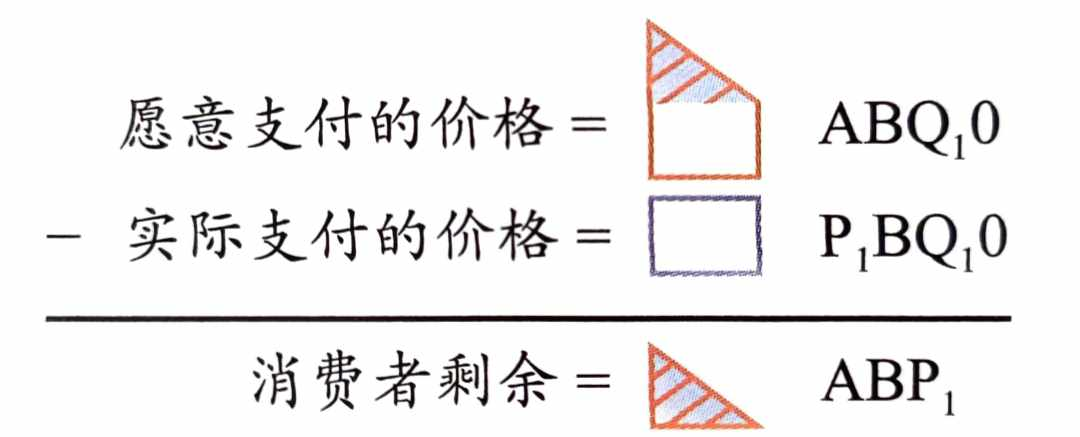 愿意支付的价格 = ABQ₁0
− 实际支付的价格 = P₁BQ₁0
消费者剩余 = ABP₁